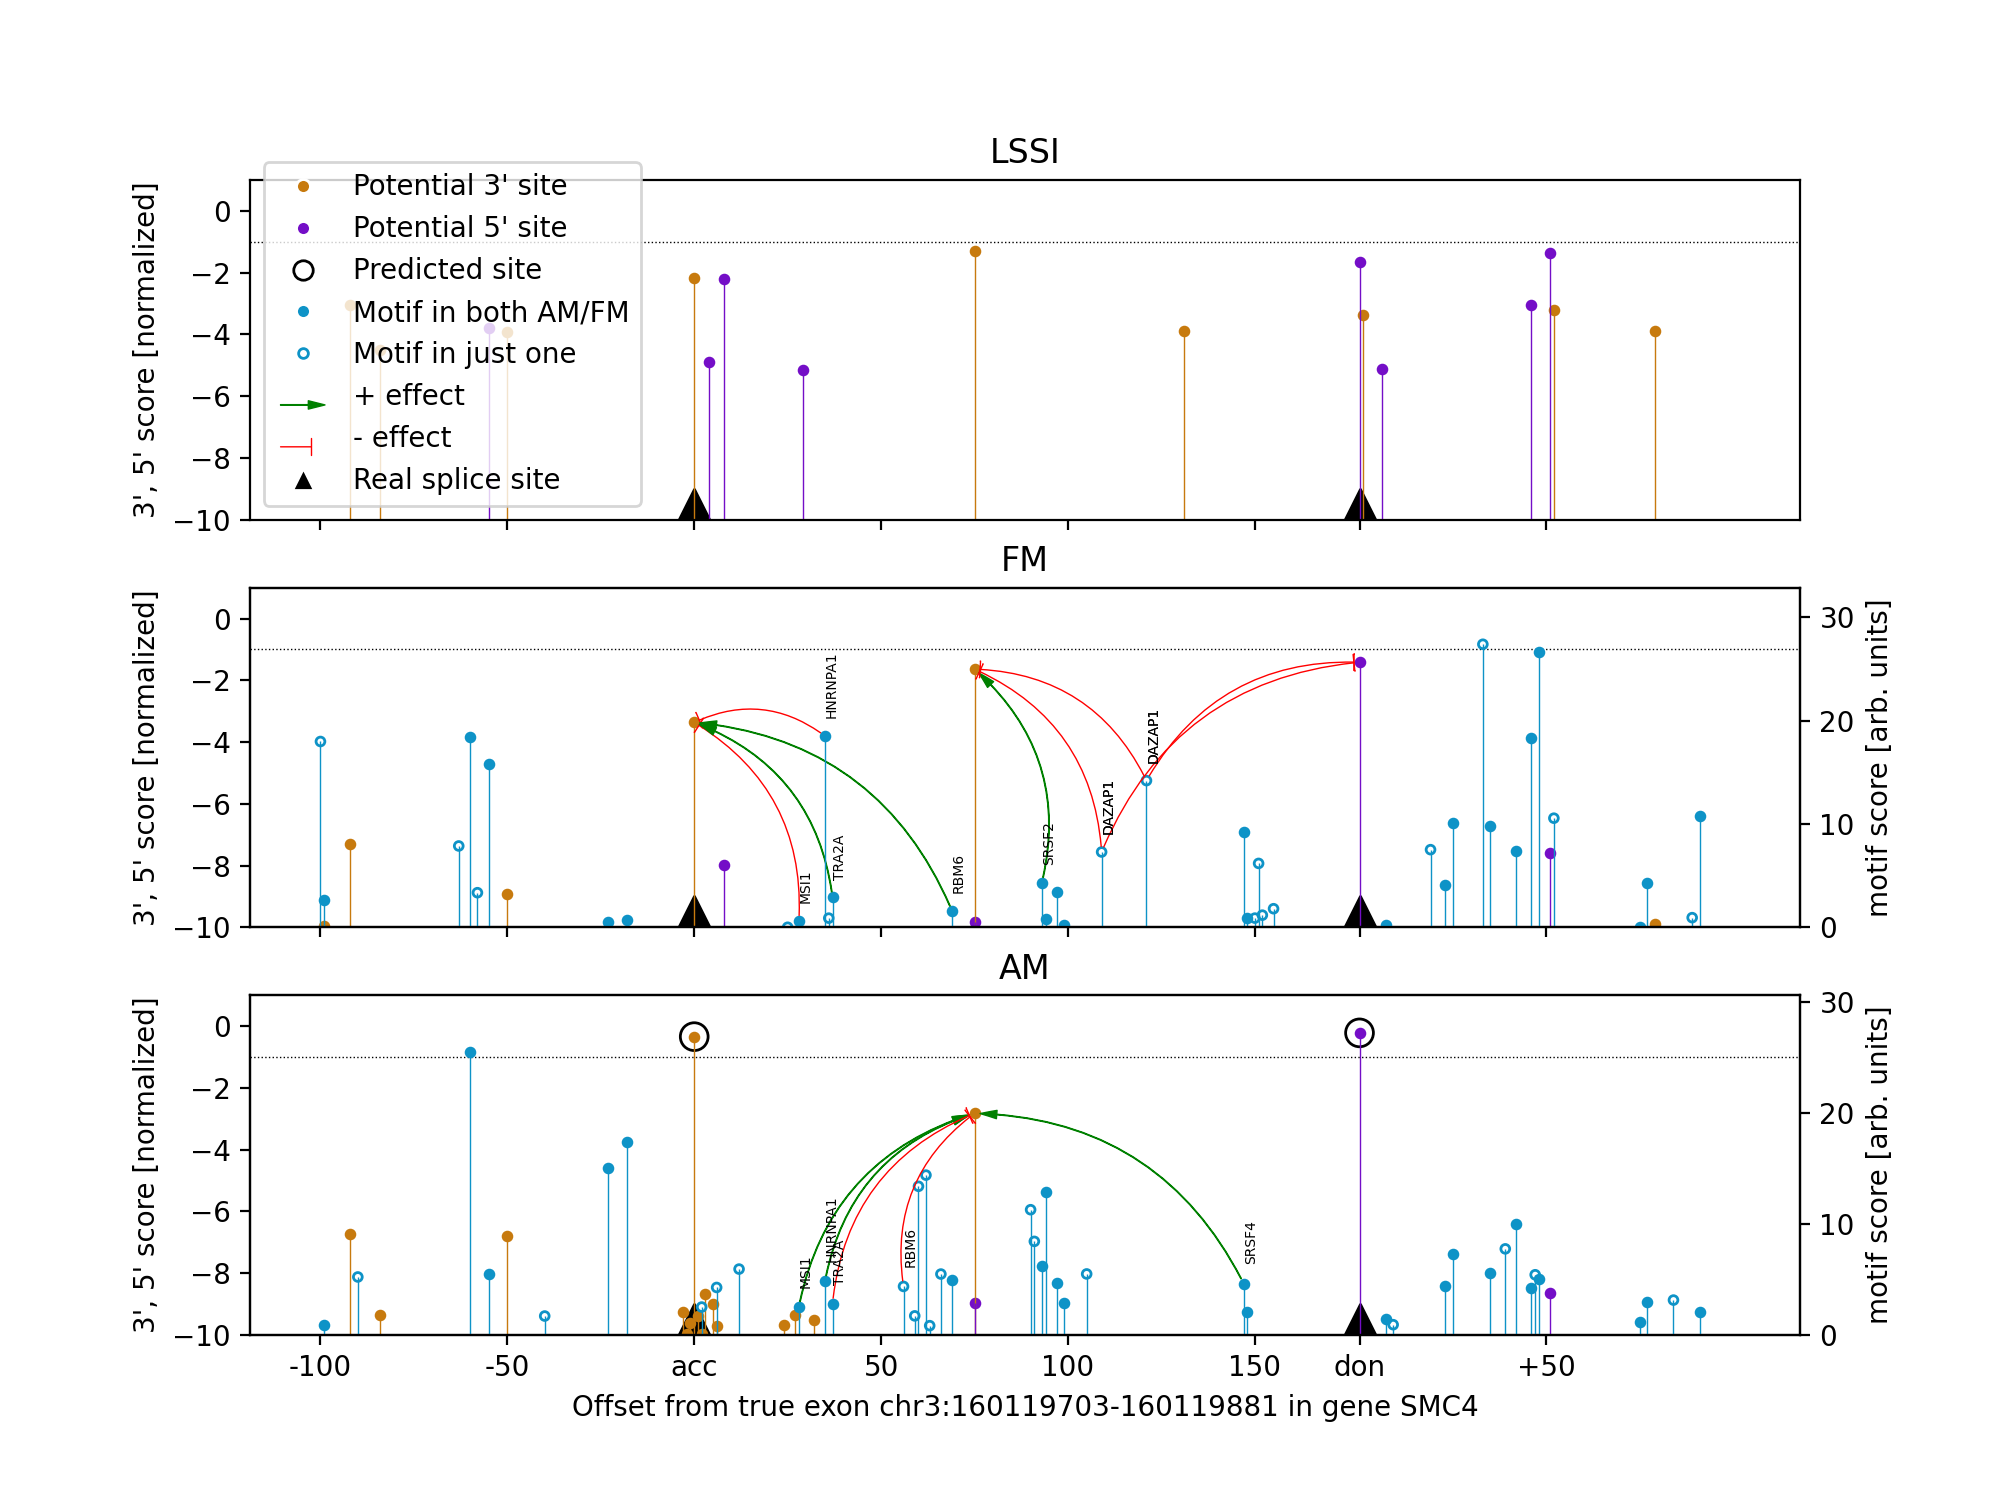 LSSI
3', 5' score [normalized]
0
−2
−4
−6
−8
−10
Potential 3' site
Potential 5' site
Predicted site
Motif in both AM/FM
Motif in just one
+ effect
- effect
Real splice site
FM
3', 5' score [normalized]
0
−2
−4
−6
−8
−10
HNRNPA1
MSI1
TRA2A
RBM6
SRSF2
DAZAP1
DAZAP1
30
20
10
0
motif score [arb. units]
AM
3', 5' score [normalized]
0
−2
−4
−6
−8
−10
MSI1
HNRNPA1
TRA2A
RBM6
SRSF4
30
20
10
0
motif score [arb. units]
-100 -50 acc 50 100 150 don +50
Offset from true exon chr3:160119703-160119881 in gene SMC4